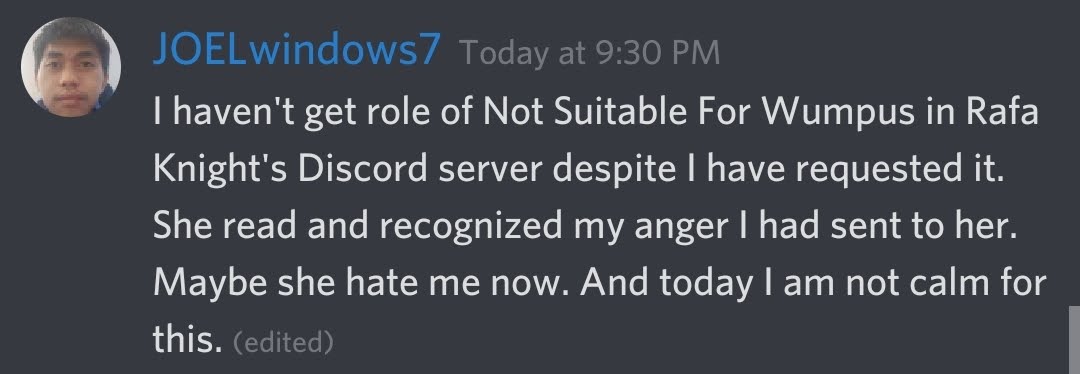 JOELwindows7 Today at 9:30 PM
I haven't get role of Not Suitable For Wumpus in Rafa
Knight's Discord server despite I have requested it.
She read and recognized my anger I had sent to her.
Maybe she hate me now. And today I am not calm for
this. (edited)